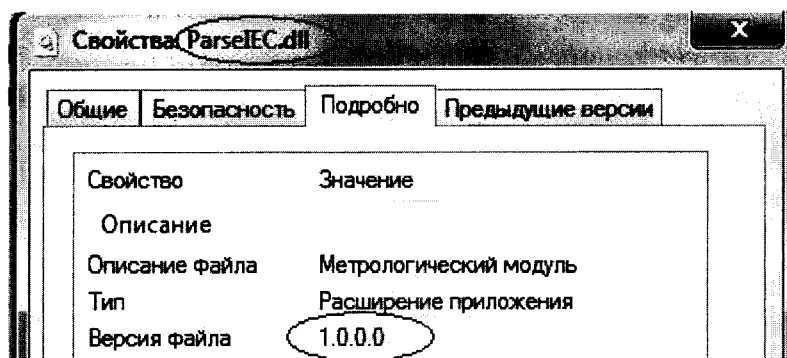 Свойства: ParseIEC.dll
Общие Безопасность Подробно Предыдущие версии
Свойство Значение
Описание
Описание файла Метрологический модуль
Тип Расширение приложения
Версия файла 1.0.0.0